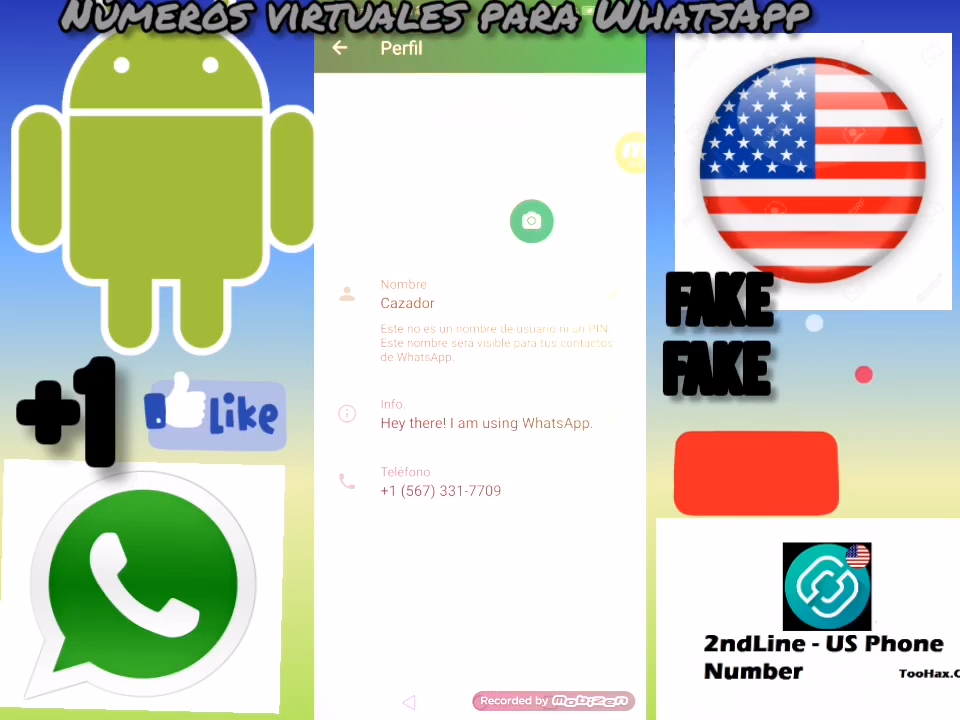 Números virtuales para WhatsApp
Perfil
Nombre
Cazador
Este no es un nombre de usuario ni un PIN.
Este nombre será visible para tus contactos
de WhatsApp.
Info.
Hey there! I am using WhatsApp.
Teléfono
+1 (567) 331-7709
+1
Like
FAKE
FAKE
2ndLine - US Phone
Number
TooHax.C
Recorded by mobizen